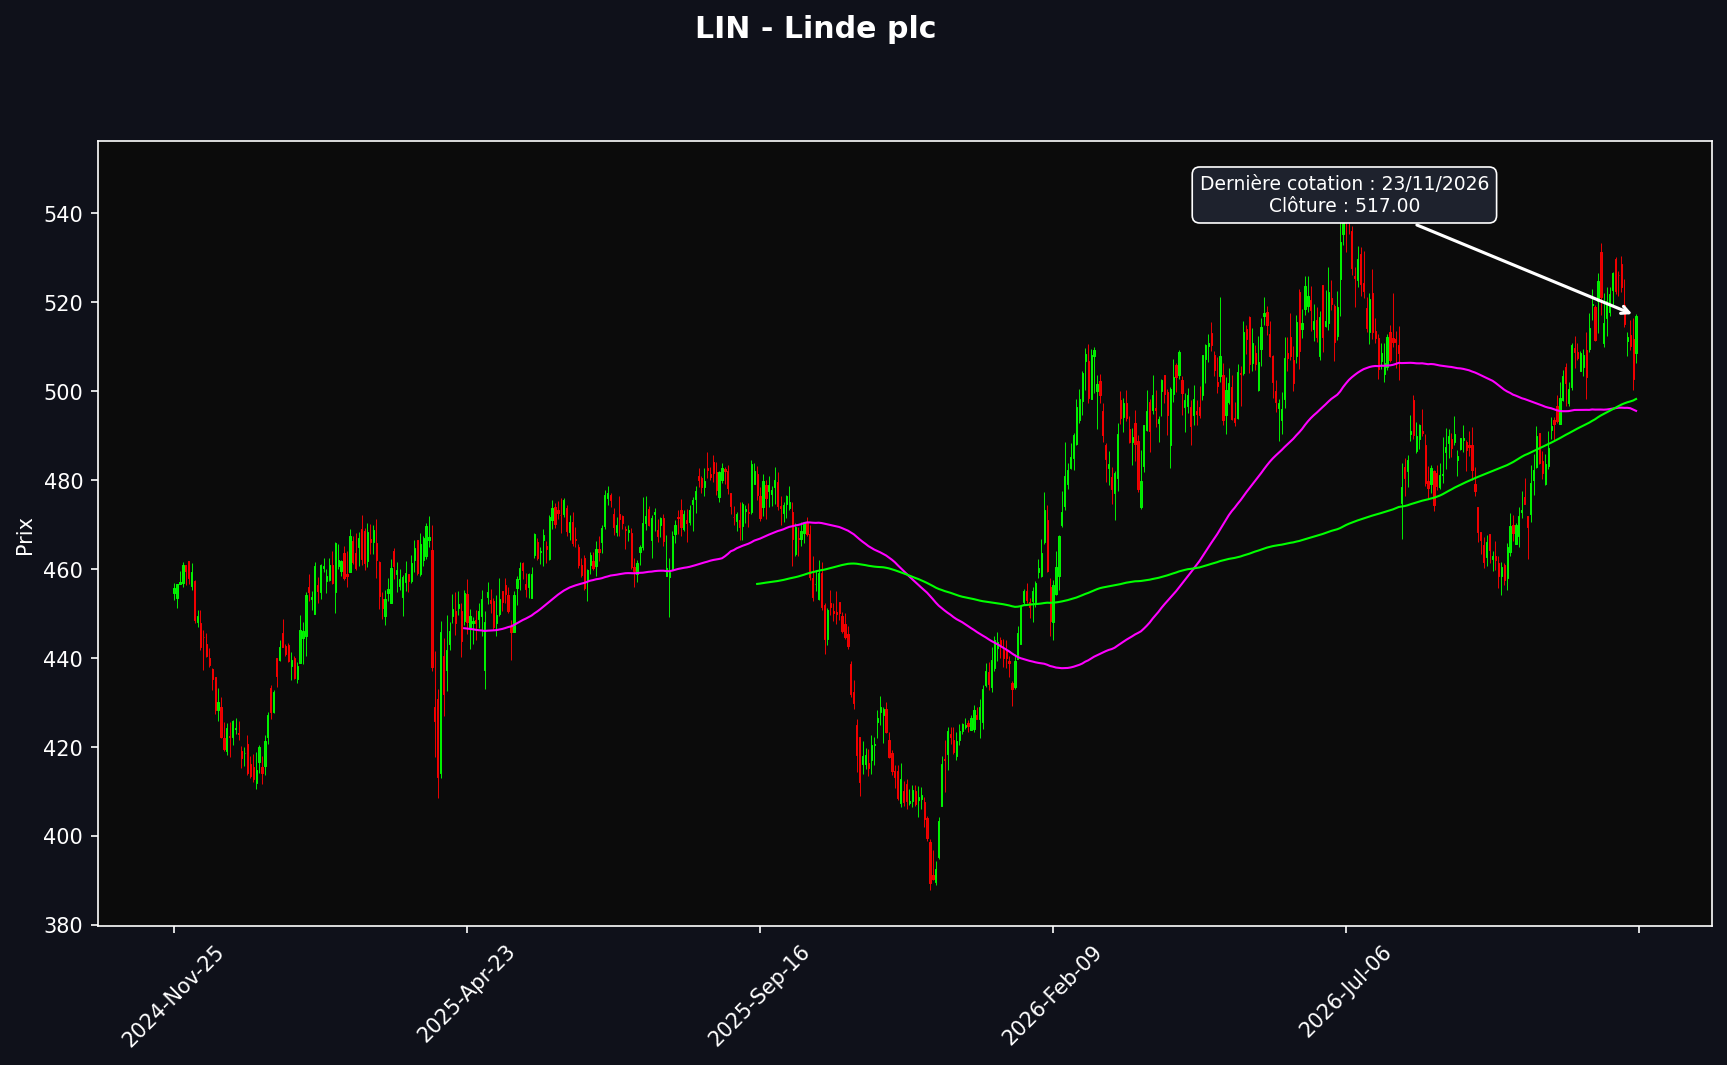 LIN - Linde plc
Dernière cotation : 23/11/2026
Clôture : 517.00
Prix
540
520
500
480
460
440
420
400
380
2024-Nov-25
2025-Apr-23
2025-Sep-16
2026-Feb-09
2026-Jul-06